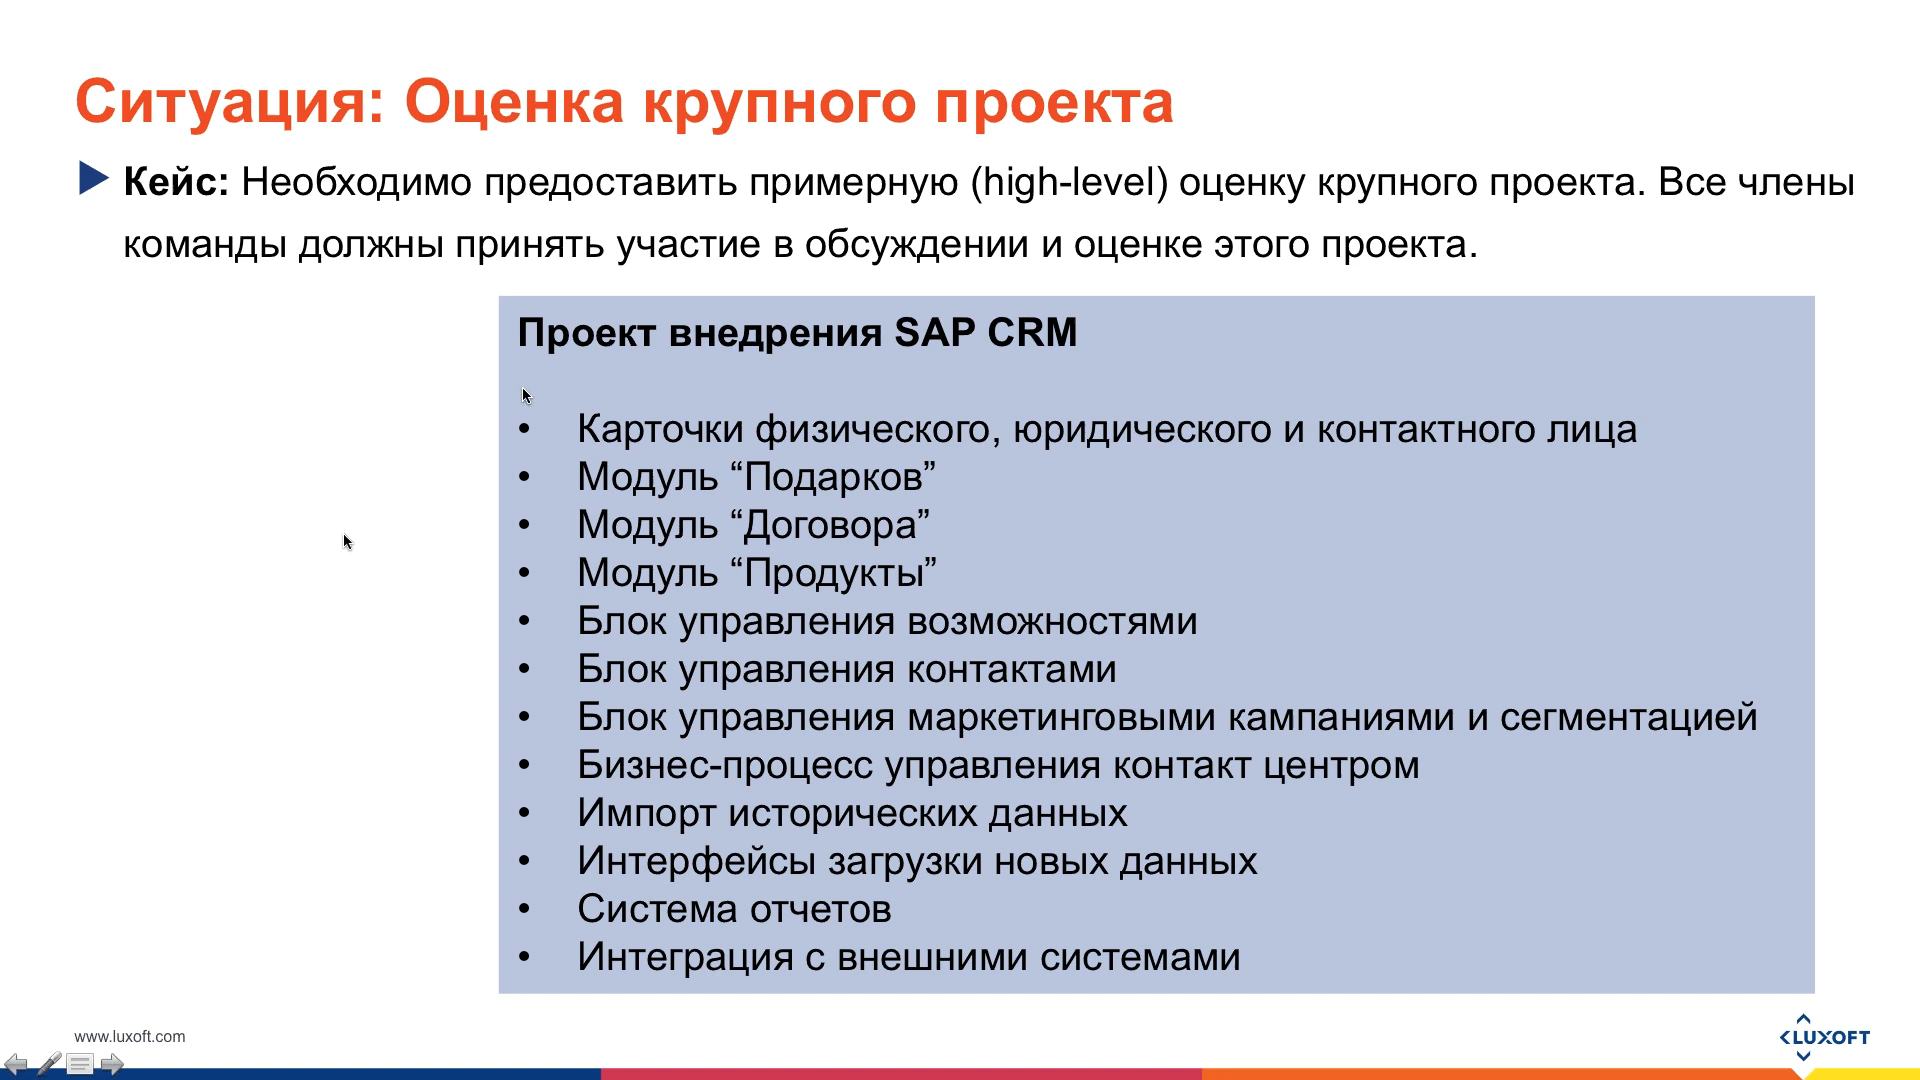 Ситуация: Оценка крупного проекта
Кейс: Необходимо предоставить примерную (high-level) оценку крупного проекта. Все члены
команды должны принять участие в обсуждении и оценке этого проекта.
Проект внедрения SAP CRM
• Карточки физического, юридического и контактного лица
• Модуль “Подарков”
• Модуль “Договора”
• Модуль “Продукты”
• Блок управления возможностями
• Блок управления контактами
• Блок управления маркетинговыми кампаниями и сегментацией
• Бизнес-процесс управления контакт центром
• Импорт исторических данных
• Интерфейсы загрузки новых данных
• Система отчетов
• Интеграция с внешними системами
www.luxoft.com
LUXOFT